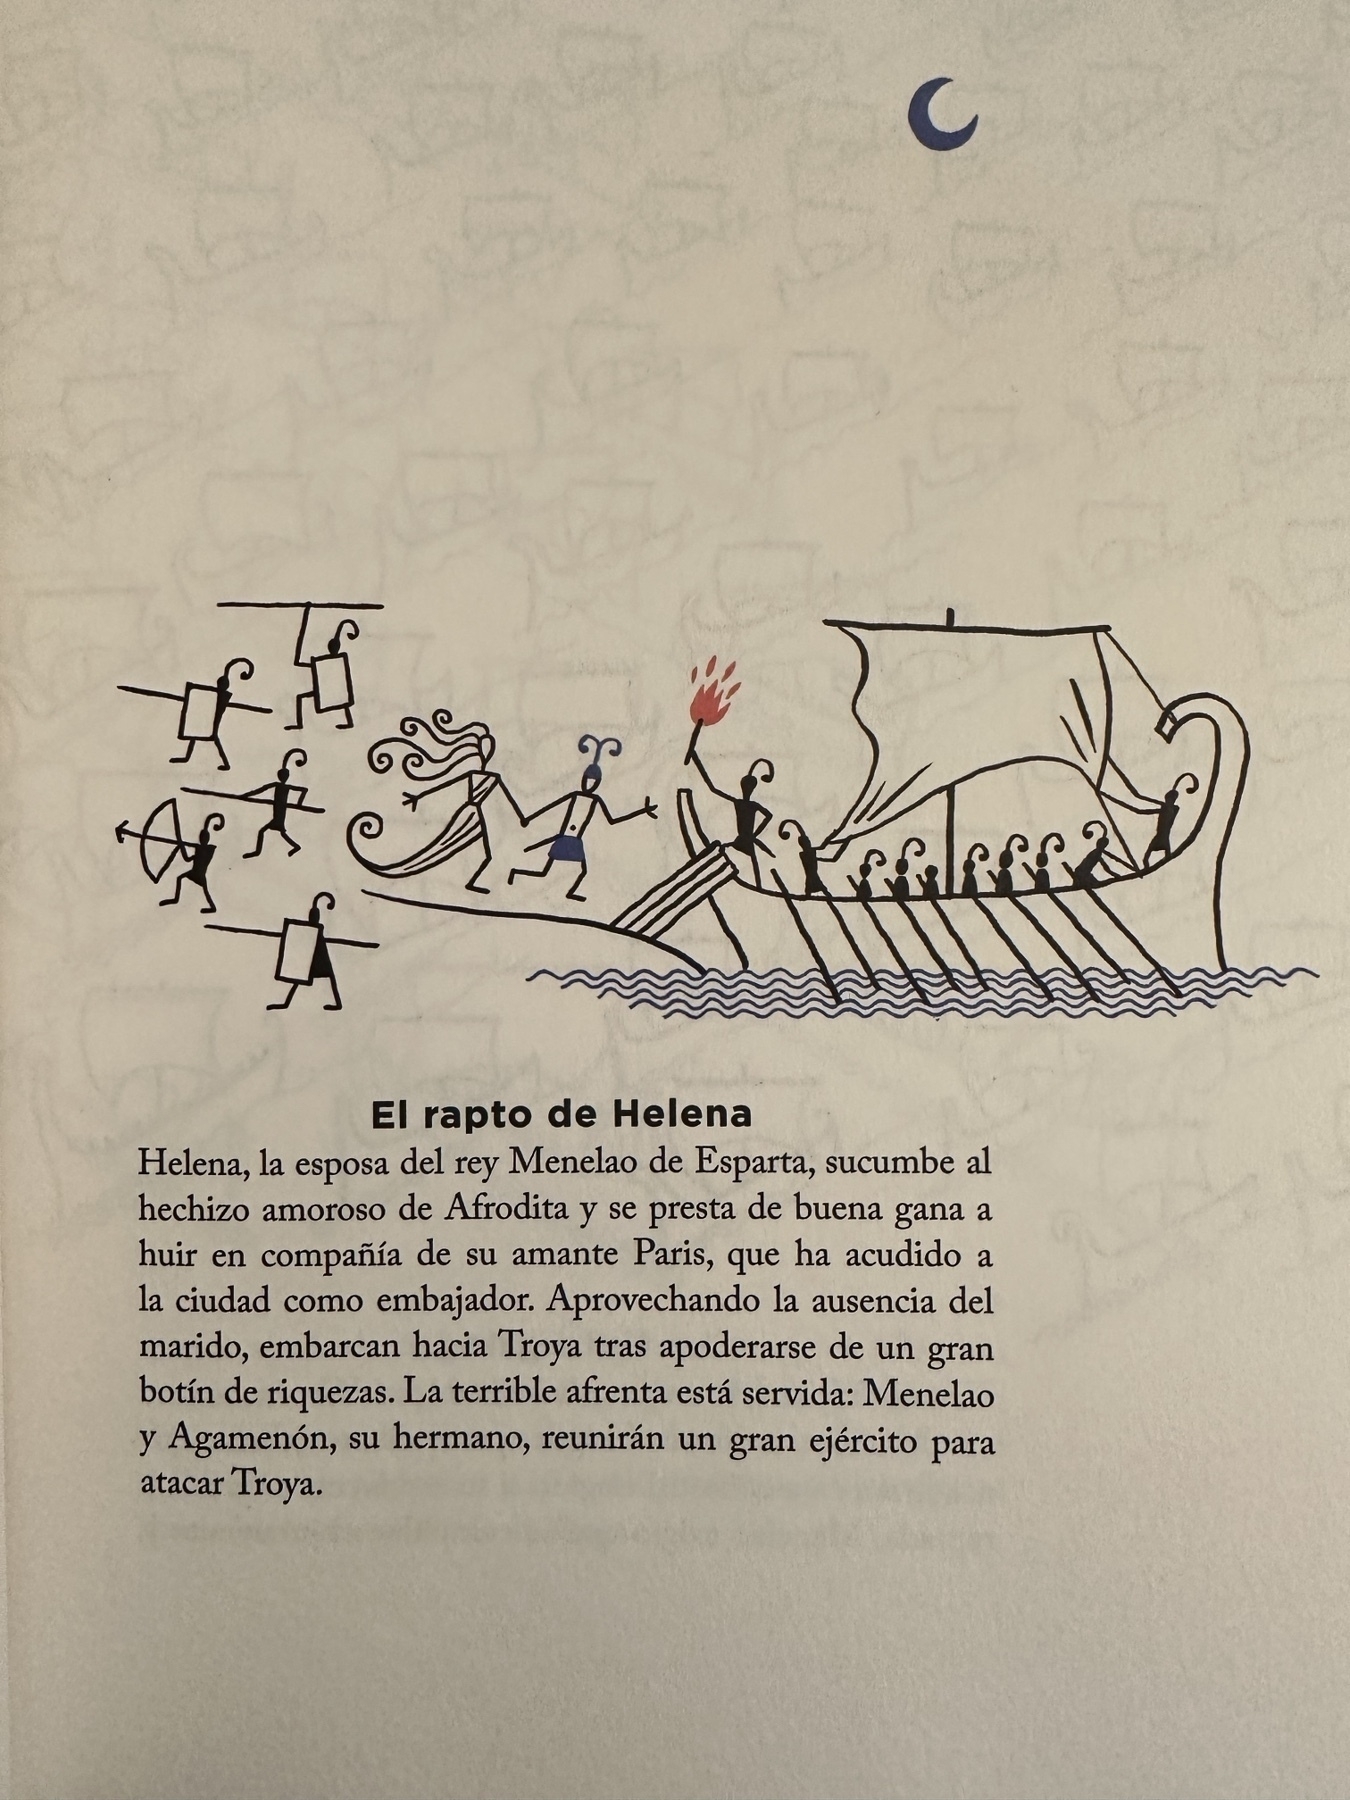 El rapto de Helena
Helena, la esposa del rey Menelao de Esparta, sucumbe al
hechizo amoroso de Afrodita y se presta de buena gana a
huir en compañía de su amante Paris, que ha acudido a
la ciudad como embajador. Aprovechando la ausencia del
marido, embarcan hacia Troya tras apoderarse de un gran
botín de riquezas. La terrible afrenta está servida: Menelao
y Agamenón, su hermano, reunirán un gran ejército para
atacar Troya.